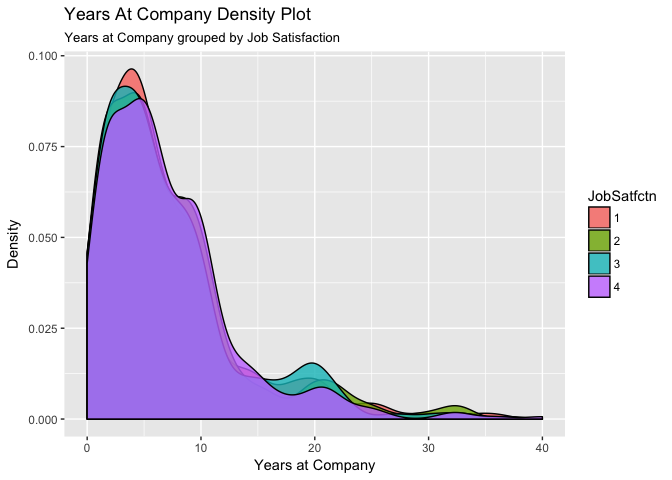 Years At Company Density Plot
Years at Company grouped by Job Satisfaction
0.100
0.075
0.050
0.025
0.000
Density
0
10
20
30
40
Years at Company
JobSatfctn
1
2
3
4